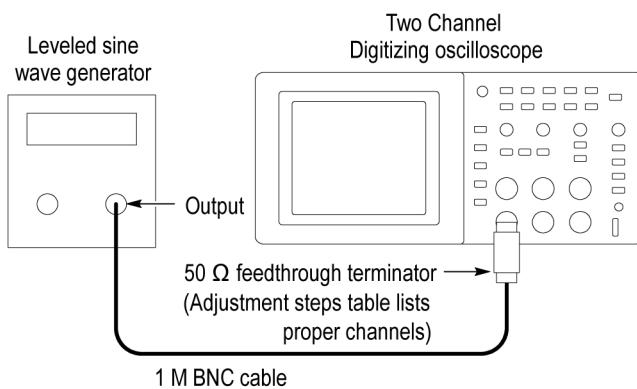 Two Channel
Digitizing oscilloscope
Leveled sine
wave generator
Output
50 Ω feedthrough terminator
(Adjustment steps table lists
proper channels)
1 M BNC cable